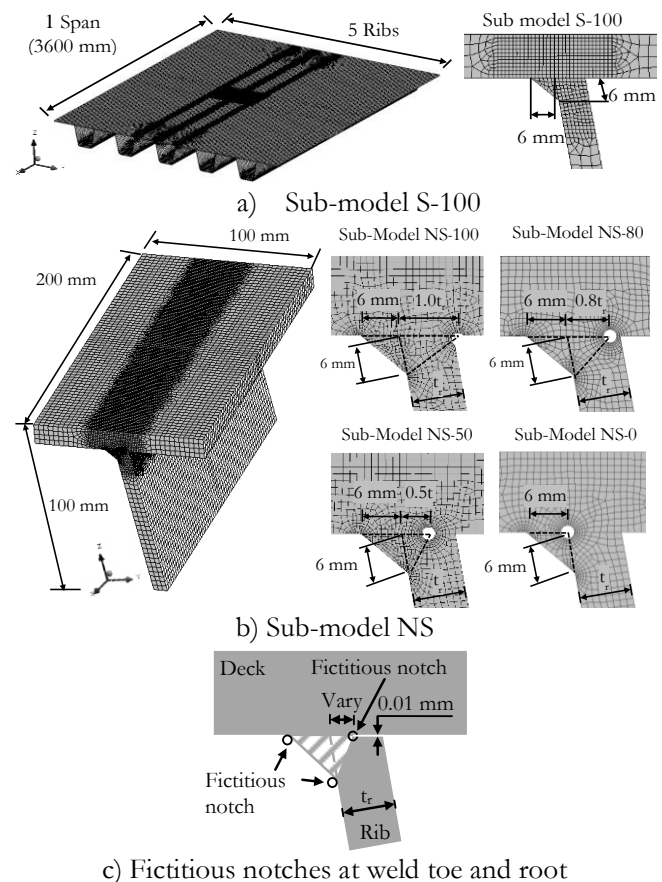 1 Span
(3600 mm)
5 Ribs
Sub model S-100
6 mm
6 mm
a) Sub-model S-100
100 mm
200 mm
100 mm
Sub-Model NS-100
6 mm 1.0t
6 mm
tr
Sub-Model NS-80
6 mm 0.8t
6 mm
tr
Sub-Model NS-50
6 mm 0.5t
6 mm
tr
Sub-Model NS-0
6 mm
6 mm
tr
b) Sub-model NS
Deck
Fictitious notch
Vary
0.01 mm
Fictitious
notch
tr
Rib
c) Fictitious notches at weld toe and root